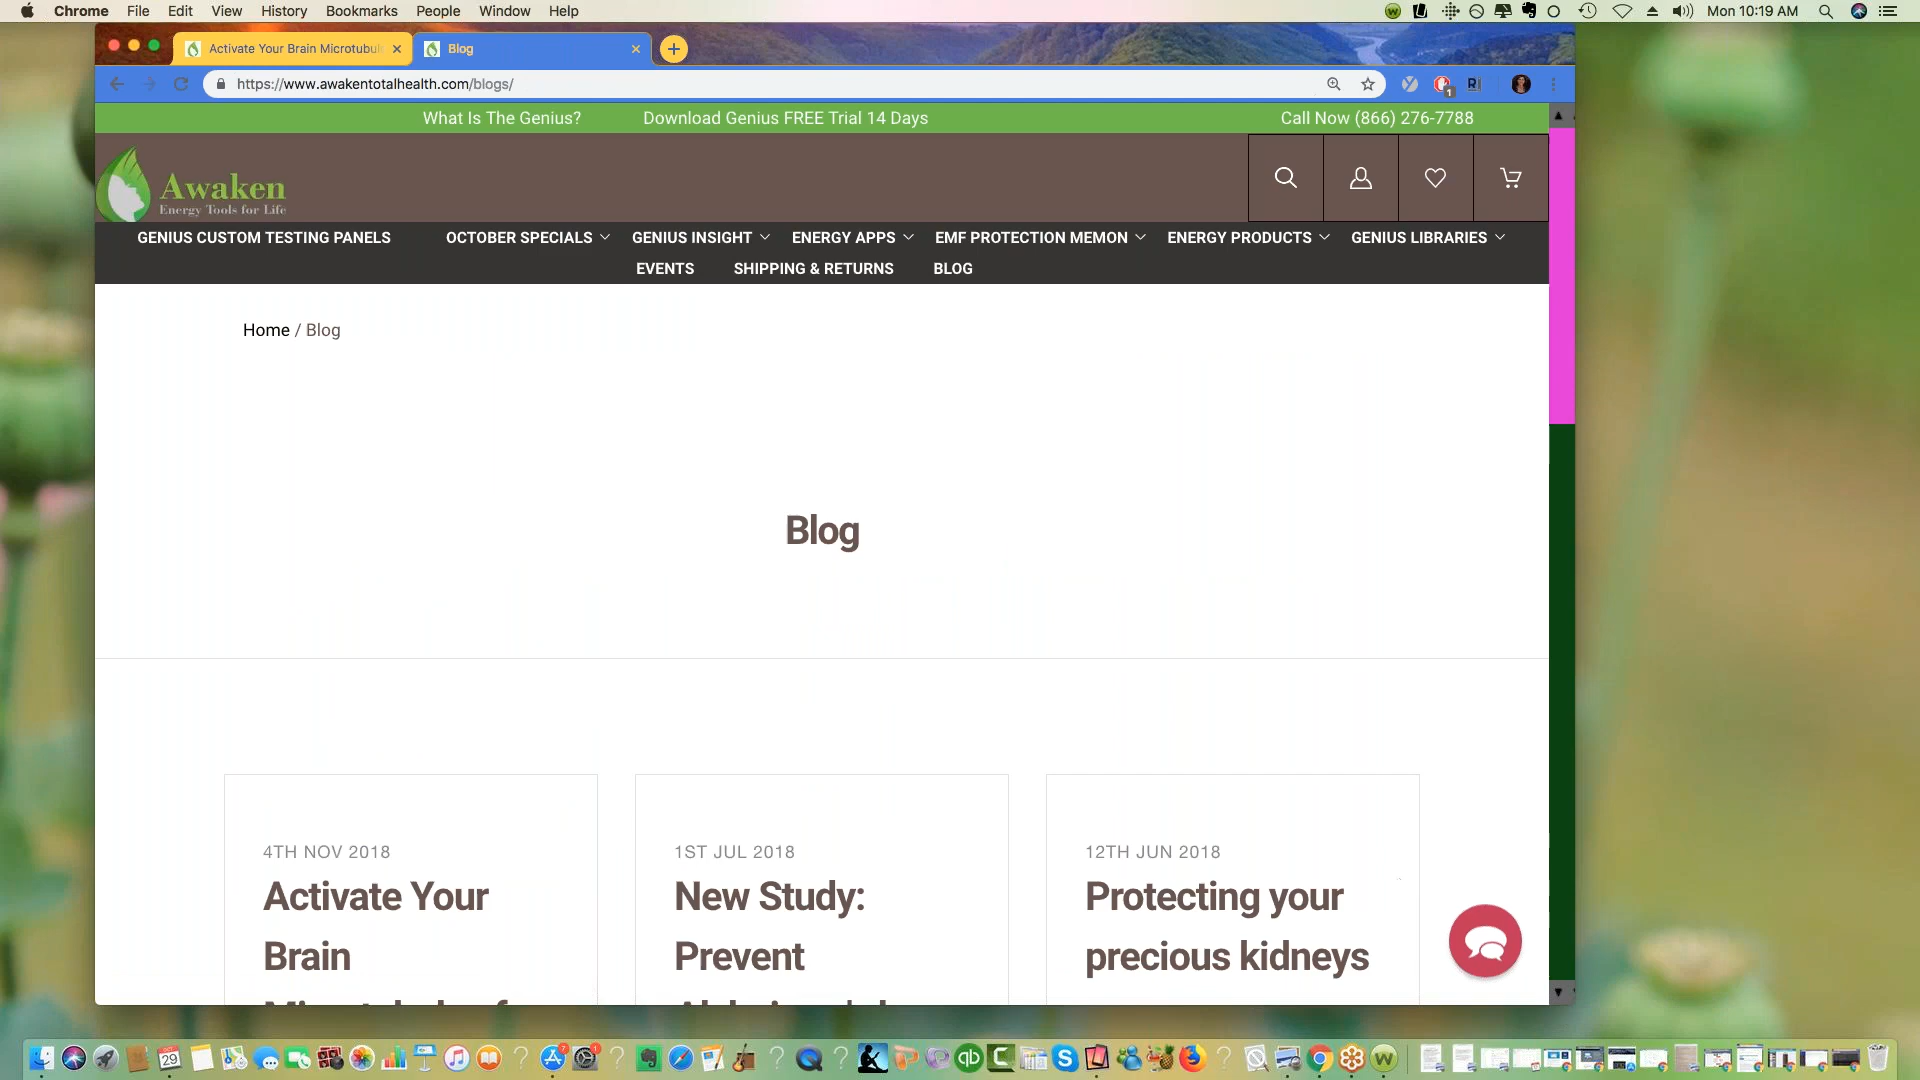 Chrome File Edit View History Bookmarks People Window Help Mon 10:19 AM
Activate Your Brain Microtubul Blog
https://www.awakentotalhealth.com/blogs/
What Is The Genius? Download Genius FREE Trial 14 Days Call Now (866) 276-7788
Awaken
Energy Tools for Life
GENIUS CUSTOM TESTING PANELS OCTOBER SPECIALS GENIUS INSIGHT ENERGY APPS EMF PROTECTION MEMON ENERGY PRODUCTS GENIUS LIBRARIES
EVENTS SHIPPING & RETURNS BLOG
Home / Blog
Blog
4TH NOV 2018
Activate Your
Brain
1ST JUL 2018
New Study:
Prevent
12TH JUN 2018
Protecting your
precious kidneys